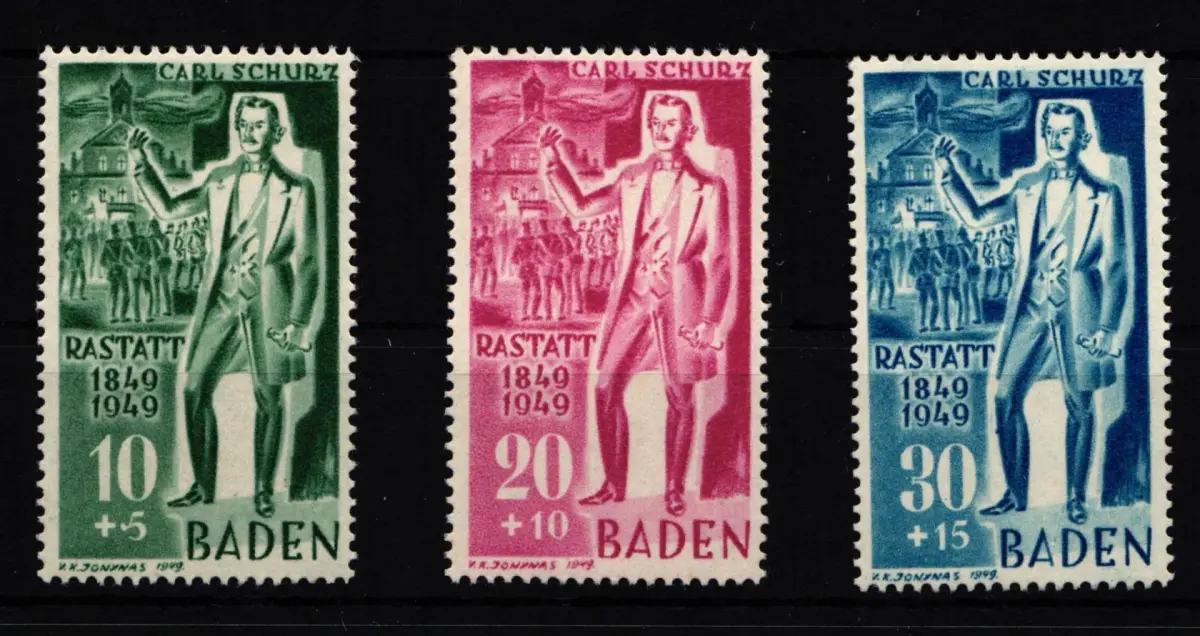 CARL SCHURZ
RASTATT
1849
1949
10
+5
BADEN
V.K.JONYNAS 1949.
CARL SCHURZ
RASTATT
1849
1949
20
+10
BADEN
V.K.JONYNAS 1949.
CARL SCHURZ
RASTATT
1849
1949
30
+15
BADEN
V.K.JONYNAS 1949.